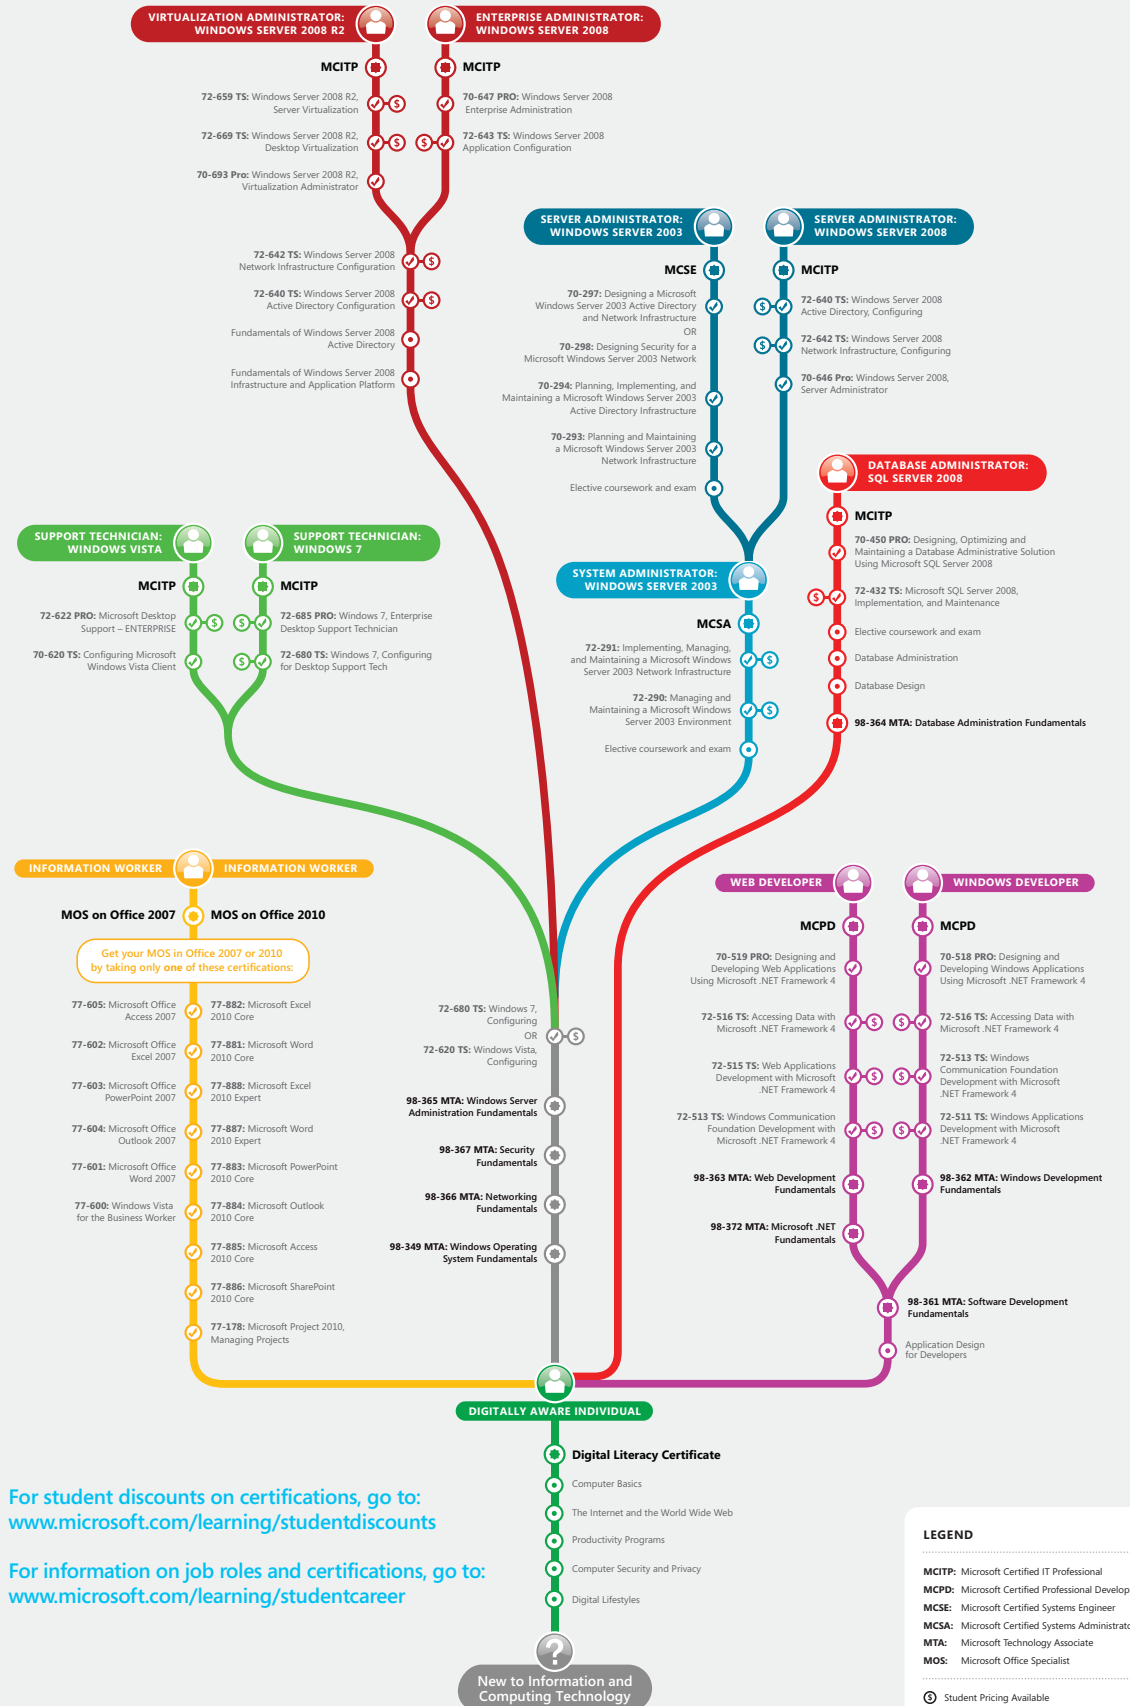 VIRTUALIZATION ADMINISTRATOR:
WINDOWS SERVER 2008 R2
ENTERPRISE ADMINISTRATOR:
WINDOWS SERVER 2008
MCITP
MCITP
72-659 TS: Windows Server 2008 R2,
Server Virtualization
$
70-647 PRO: Windows Server 2008
Enterprise Administration
72-669 TS: Windows Server 2008 R2,
Desktop Virtualization
$
$
72-643 TS: Windows Server 2008
Application Configuration
70-693 Pro: Windows Server 2008 R2,
Virtualization Administrator
72-642 TS: Windows Server 2008
Network Infrastructure Configuration
$
72-640 TS: Windows Server 2008
Active Directory Configuration
$
Fundamentals of Windows Server 2008
Active Directory
Fundamentals of Windows Server 2008
Infrastructure and Application Platform
SERVER ADMINISTRATOR:
WINDOWS SERVER 2003
SERVER ADMINISTRATOR:
WINDOWS SERVER 2008
MCSE
MCITP
70-297: Designing a Microsoft
Windows Server 2003 Active Directory
and Network Infrastructure
OR
70-298: Designing Security for a
Microsoft Windows Server 2003 Network
70-294: Planning, Implementing, and
Maintaining a Microsoft Windows Server 2003
Active Directory Infrastructure
70-293: Planning and Maintaining
a Microsoft Windows Server 2003
Network Infrastructure
Elective coursework and exam
$
72-640 TS: Windows Server 2008
Active Directory, Configuring
$
72-642 TS: Windows Server 2008
Network Infrastructure, Configuring
70-646 Pro: Windows Server 2008,
Server Administrator
DATABASE ADMINISTRATOR:
SQL SERVER 2008
MCITP
70-450 PRO: Designing, Optimizing and
Maintaining a Database Administrative Solution
Using Microsoft SQL Server 2008
$
72-432 TS: Microsoft SQL Server 2008,
Implementation, and Maintenance
Elective coursework and exam
Database Administration
Database Design
98-364 MTA: Database Administration Fundamentals
SUPPORT TECHNICIAN:
WINDOWS VISTA
SUPPORT TECHNICIAN:
WINDOWS 7
MCITP
MCITP
72-622 PRO: Microsoft Desktop
Support – ENTERPRISE
$
$
72-685 PRO: Windows 7, Enterprise
Desktop Support Technician
70-620 TS: Configuring Microsoft
Windows Vista Client
$
72-680 TS: Windows 7, Configuring
for Desktop Support Tech
SYSTEM ADMINISTRATOR:
WINDOWS SERVER 2003
MCSA
72-291: Implementing, Managing,
and Maintaining a Microsoft Windows
Server 2003 Network Infrastructure
$
72-290: Managing and
Maintaining a Microsoft Windows
Server 2003 Environment
$
Elective coursework and exam
INFORMATION WORKER
INFORMATION WORKER
MOS on Office 2007
MOS on Office 2010
Get your MOS in Office 2007 or 2010
by taking only one of these certifications:
77-605: Microsoft Office
Access 2007
77-882: Microsoft Excel
2010 Core
77-602: Microsoft Office
Excel 2007
77-881: Microsoft Word
2010 Core
77-603: Microsoft Office
PowerPoint 2007
77-888: Microsoft Excel
2010 Expert
77-604: Microsoft Office
Outlook 2007
77-887: Microsoft Word
2010 Expert
77-601: Microsoft Office
Word 2007
77-883: Microsoft PowerPoint
2010 Core
77-600: Windows Vista
for the Business Worker
77-884: Microsoft Outlook
2010 Core
77-885: Microsoft Access
2010 Core
77-886: Microsoft SharePoint
2010 Core
77-178: Microsoft Project 2010,
Managing Projects
72-680 TS: Windows 7,
Configuring
OR
72-620 TS: Windows Vista,
Configuring
$
98-365 MTA: Windows Server
Administration Fundamentals
98-367 MTA: Security
Fundamentals
98-366 MTA: Networking
Fundamentals
98-349 MTA: Windows Operating
System Fundamentals
WEB DEVELOPER
WINDOWS DEVELOPER
MCPD
MCPD
70-519 PRO: Designing and
Developing Web Applications
Using Microsoft .NET Framework 4
70-518 PRO: Designing and
Developing Windows Applications
Using Microsoft .NET Framework 4
72-516 TS: Accessing Data with
Microsoft .NET Framework 4
$
$
72-516 TS: Accessing Data with
Microsoft .NET Framework 4
72-515 TS: Web Applications
Development with Microsoft
.NET Framework 4
$
$
72-513 TS: Windows
Communication Foundation
Development with Microsoft
.NET Framework 4
72-513 TS: Windows Communication
Foundation Development with
Microsoft .NET Framework 4
$
$
72-511 TS: Windows Applications
Development with Microsoft
.NET Framework 4
98-363 MTA: Web Development
Fundamentals
98-362 MTA: Windows Development
Fundamentals
98-372 MTA: Microsoft .NET
Fundamentals
98-361 MTA: Software Development
Fundamentals
Application Design
for Developers
DIGITALLY AWARE INDIVIDUAL
Digital Literacy Certificate
Computer Basics
The Internet and the World Wide Web
Productivity Programs
Computer Security and Privacy
Digital Lifestyles
?
New to Information and
Computing Technology
For student discounts on certifications, go to:
www.microsoft.com/learning/studentdiscounts
For information on job roles and certifications, go to:
www.microsoft.com/learning/studentcareer
LEGEND
MCITP: Microsoft Certified IT Professional
MCPD: Microsoft Certified Professional Develop
MCSE: Microsoft Certified Systems Engineer
MCSA: Microsoft Certified Systems Administrato
MTA: Microsoft Technology Associate
MOS: Microsoft Office Specialist
$ Student Pricing Available